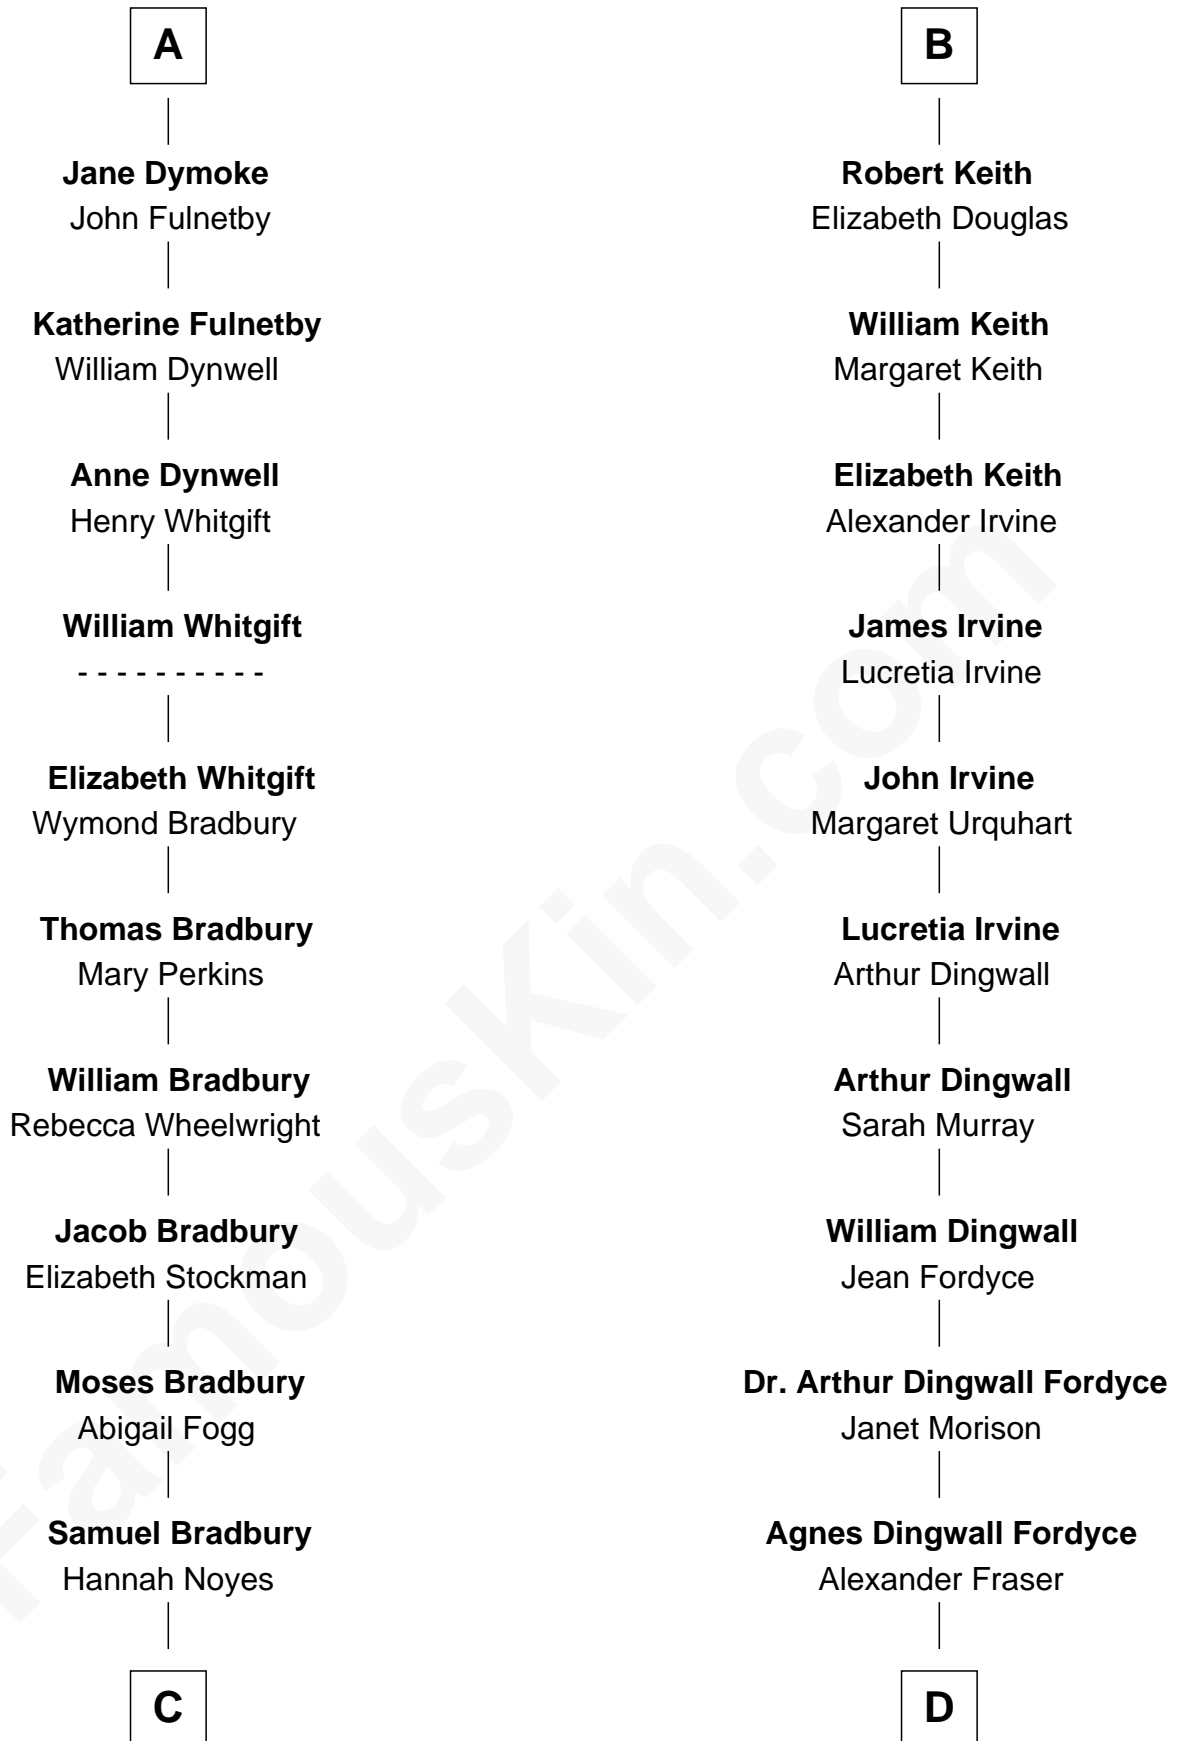 A
Jane Dymoke
John Fulnetby
Katherine Fulnetby
William Dynwell
Anne Dynwell
Henry Whitgift
William Whitgift
- - - - - - - - - -
Elizabeth Whitgift
Wymond Bradbury
Thomas Bradbury
Mary Perkins
William Bradbury
Rebecca Wheelwright
Jacob Bradbury
Elizabeth Stockman
Moses Bradbury
Abigail Fogg
Samuel Bradbury
Hannah Noyes
C
B
Robert Keith
Elizabeth Douglas
William Keith
Margaret Keith
Elizabeth Keith
Alexander Irvine
James Irvine
Lucretia Irvine
John Irvine
Margaret Urquhart
Lucretia Irvine
Arthur Dingwall
Arthur Dingwall
Sarah Murray
William Dingwall
Jean Fordyce
Dr. Arthur Dingwall Fordyce
Janet Morison
Agnes Dingwall Fordyce
Alexander Fraser
D
FamousKin.com